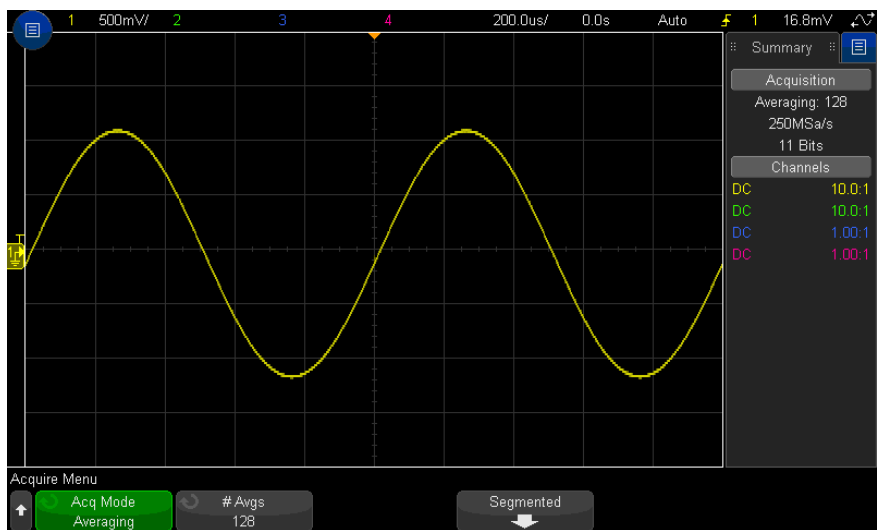 1 500mV/ 2 3 4 200.0us/ 0.0s Auto 1 16.8mV
Summary
Acquisition
Averaging: 128
250MSa/s
11 Bits
Channels
DC 10.0:1
DC 10.0:1
DC 1.00:1
DC 1.00:1
T
1
Acquire Menu
Acq Mode
Averaging
# Avgs
128
Segmented